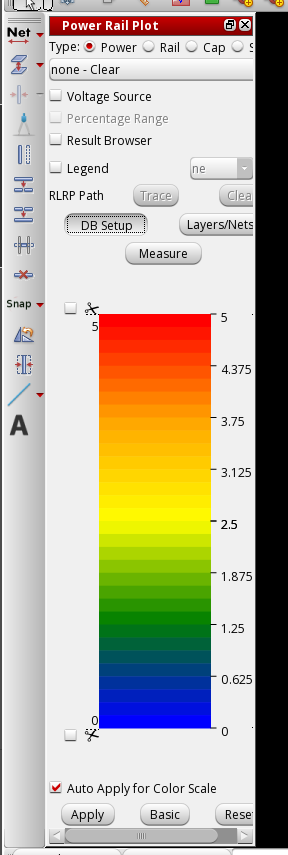 Power Rail Plot
Net
Type: Power Rail Cap S
none - Clear
Voltage Source
Percentage Range
Result Browser
Legend ne
RLRP Path Trace Clea
DB Setup Layers/Nets
Measure
Snap
5 5
4.375
3.75
A
3.125
2.5
1.875
1.25
0.625
0 0
Auto Apply for Color Scale
Apply Basic Rese